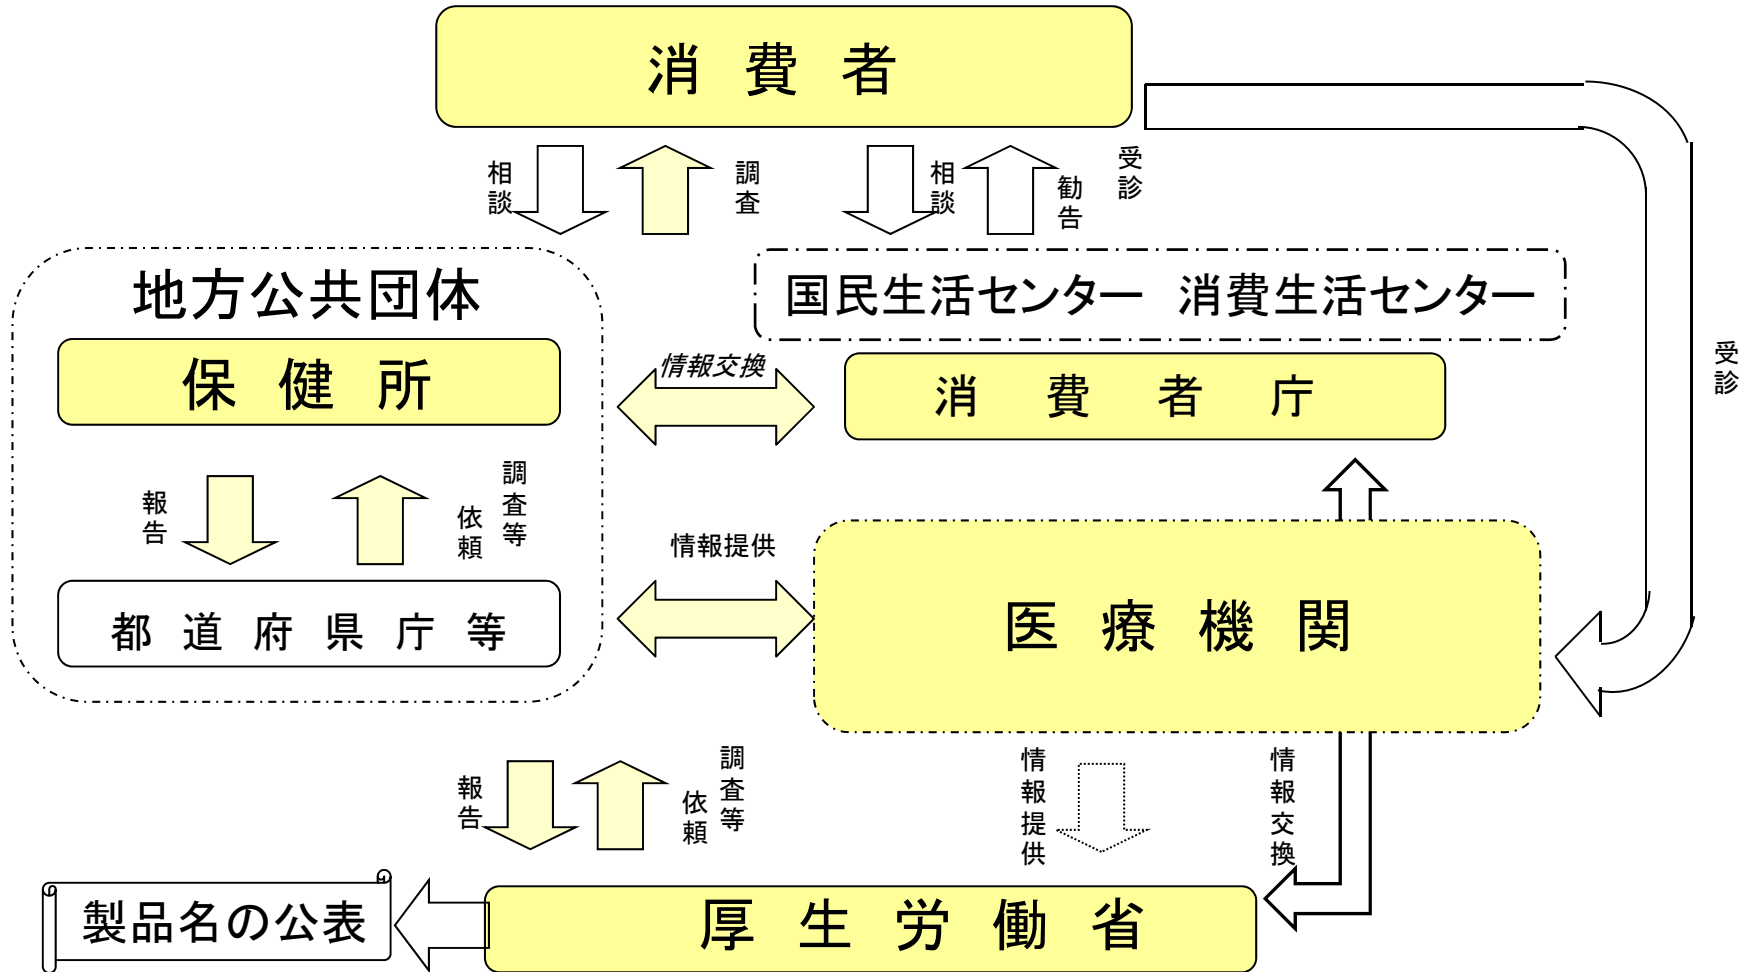 消費者
相談
調査
相談
勧告
受診
地方公共団体
国民生活センター 消費生活センター
保健所
情報交換
消費者庁
受診
報告
依頼
調査等
情報提供
都道府県庁等
医療機関
報告
依頼
調査等
情報提供
情報交換
製品名の公表
厚生労働省